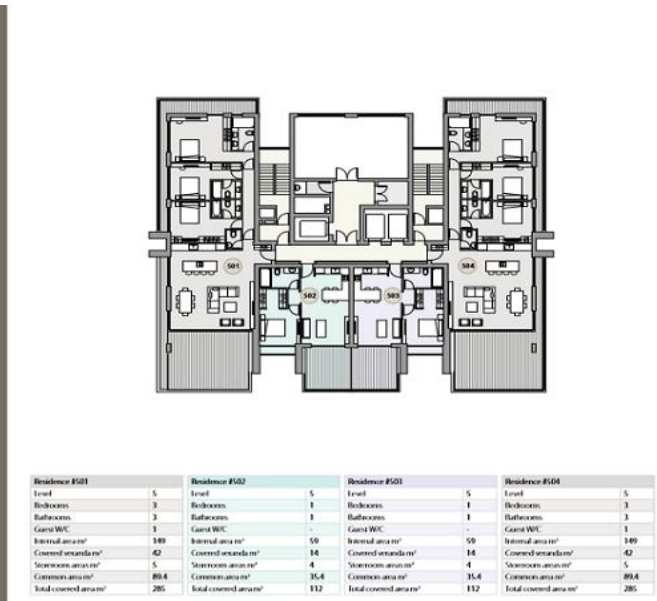 501
502
503
504
Residence #501
Level 5
Bedrooms 3
Bathrooms 3
Guest W/C 1
Internal area m² 149
Covered veranda m² 42
Storeroom areas m² 5
Common area m² 89.4
Total covered area m² 285
Residence #502
Level 5
Bedrooms 1
Bathrooms 1
Guest W/C -
Internal area m² 59
Covered veranda m² 14
Storeroom areas m² 4
Common area m² 35.4
Total covered area m² 112
Residence #503
Level 5
Bedrooms 1
Bathrooms 1
Guest W/C -
Internal area m² 59
Covered veranda m² 14
Storeroom areas m² 4
Common area m² 35.4
Total covered area m² 112
Residence #504
Level 5
Bedrooms 3
Bathrooms 3
Guest W/C 1
Internal area m² 149
Covered veranda m² 42
Storeroom areas m² 5
Common area m² 89.4
Total covered area m² 285